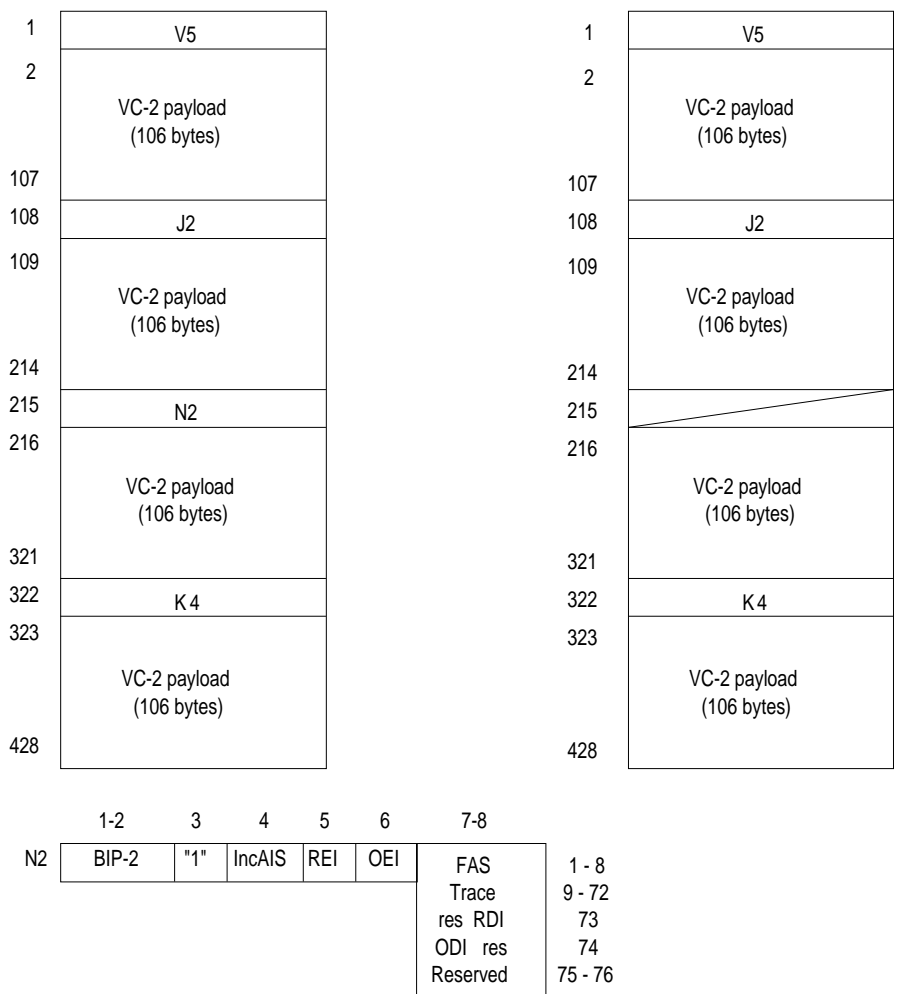 1 V5
2
VC-2 payload
(106 bytes)
107
108 J2
109
VC-2 payload
(106 bytes)
214
215 N2
216
VC-2 payload
(106 bytes)
321
322 K4
323
VC-2 payload
(106 bytes)
428
1 V5
2
VC-2 payload
(106 bytes)
107
108 J2
109
VC-2 payload
(106 bytes)
214
215
216
VC-2 payload
(106 bytes)
321
322 K4
323
VC-2 payload
(106 bytes)
428
1-2 3 4 5 6 7-8
N2 BIP-2 "1" IncAIS REI OEI FAS 1 - 8
Trace 9 - 72
res RDI 73
ODI res 74
Reserved 75 - 76